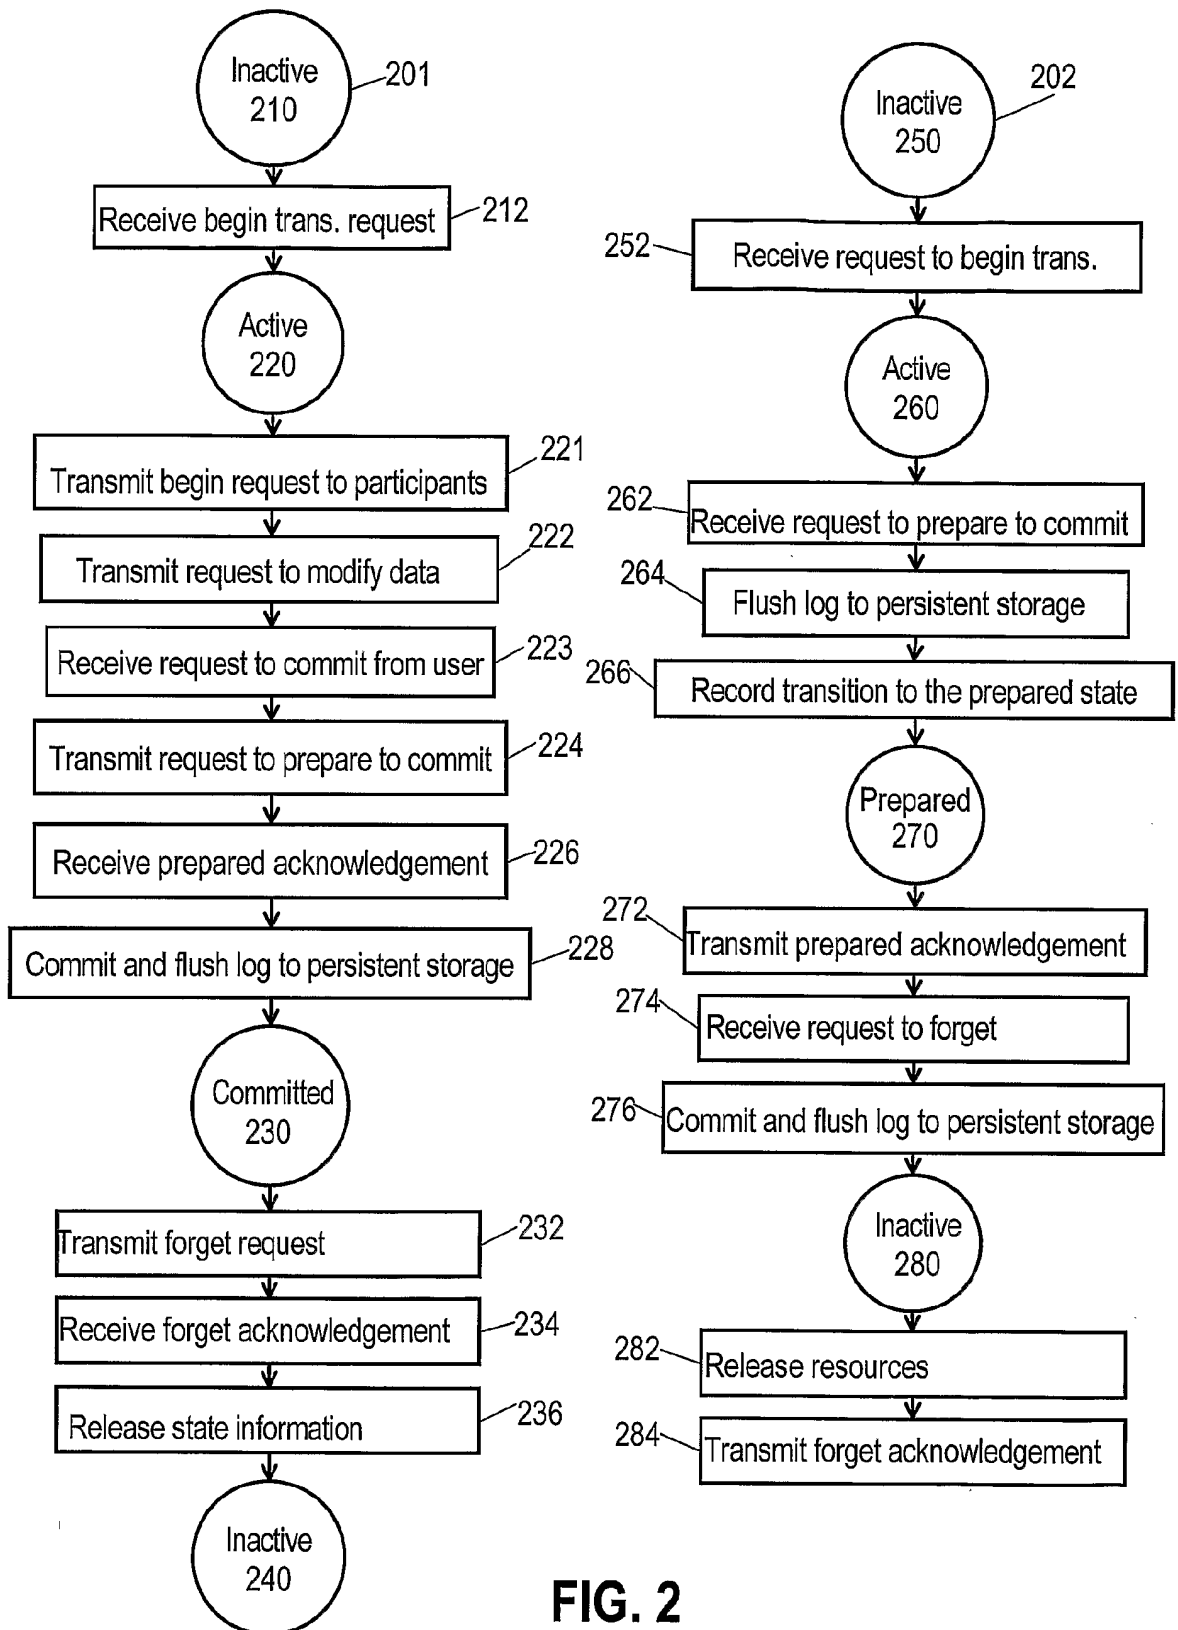 Inactive
210
201
Receive begin trans. request
212
Active
220
Transmit begin request to participants
221
Transmit request to modify data
222
Receive request to commit from user
223
Transmit request to prepare to commit
224
Receive prepared acknowledgement
226
Commit and flush log to persistent storage
228
Committed
230
Transmit forget request
232
Receive forget acknowledgement
234
Release state information
236
Inactive
240
Inactive
250
202
252
Receive request to begin trans.
Active
260
262
Receive request to prepare to commit
264
Flush log to persistent storage
266
Record transition to the prepared state
Prepared
270
272
Transmit prepared acknowledgement
274
Receive request to forget
276
Commit and flush log to persistent storage
Inactive
280
282
Release resources
284
Transmit forget acknowledgement
FIG. 2